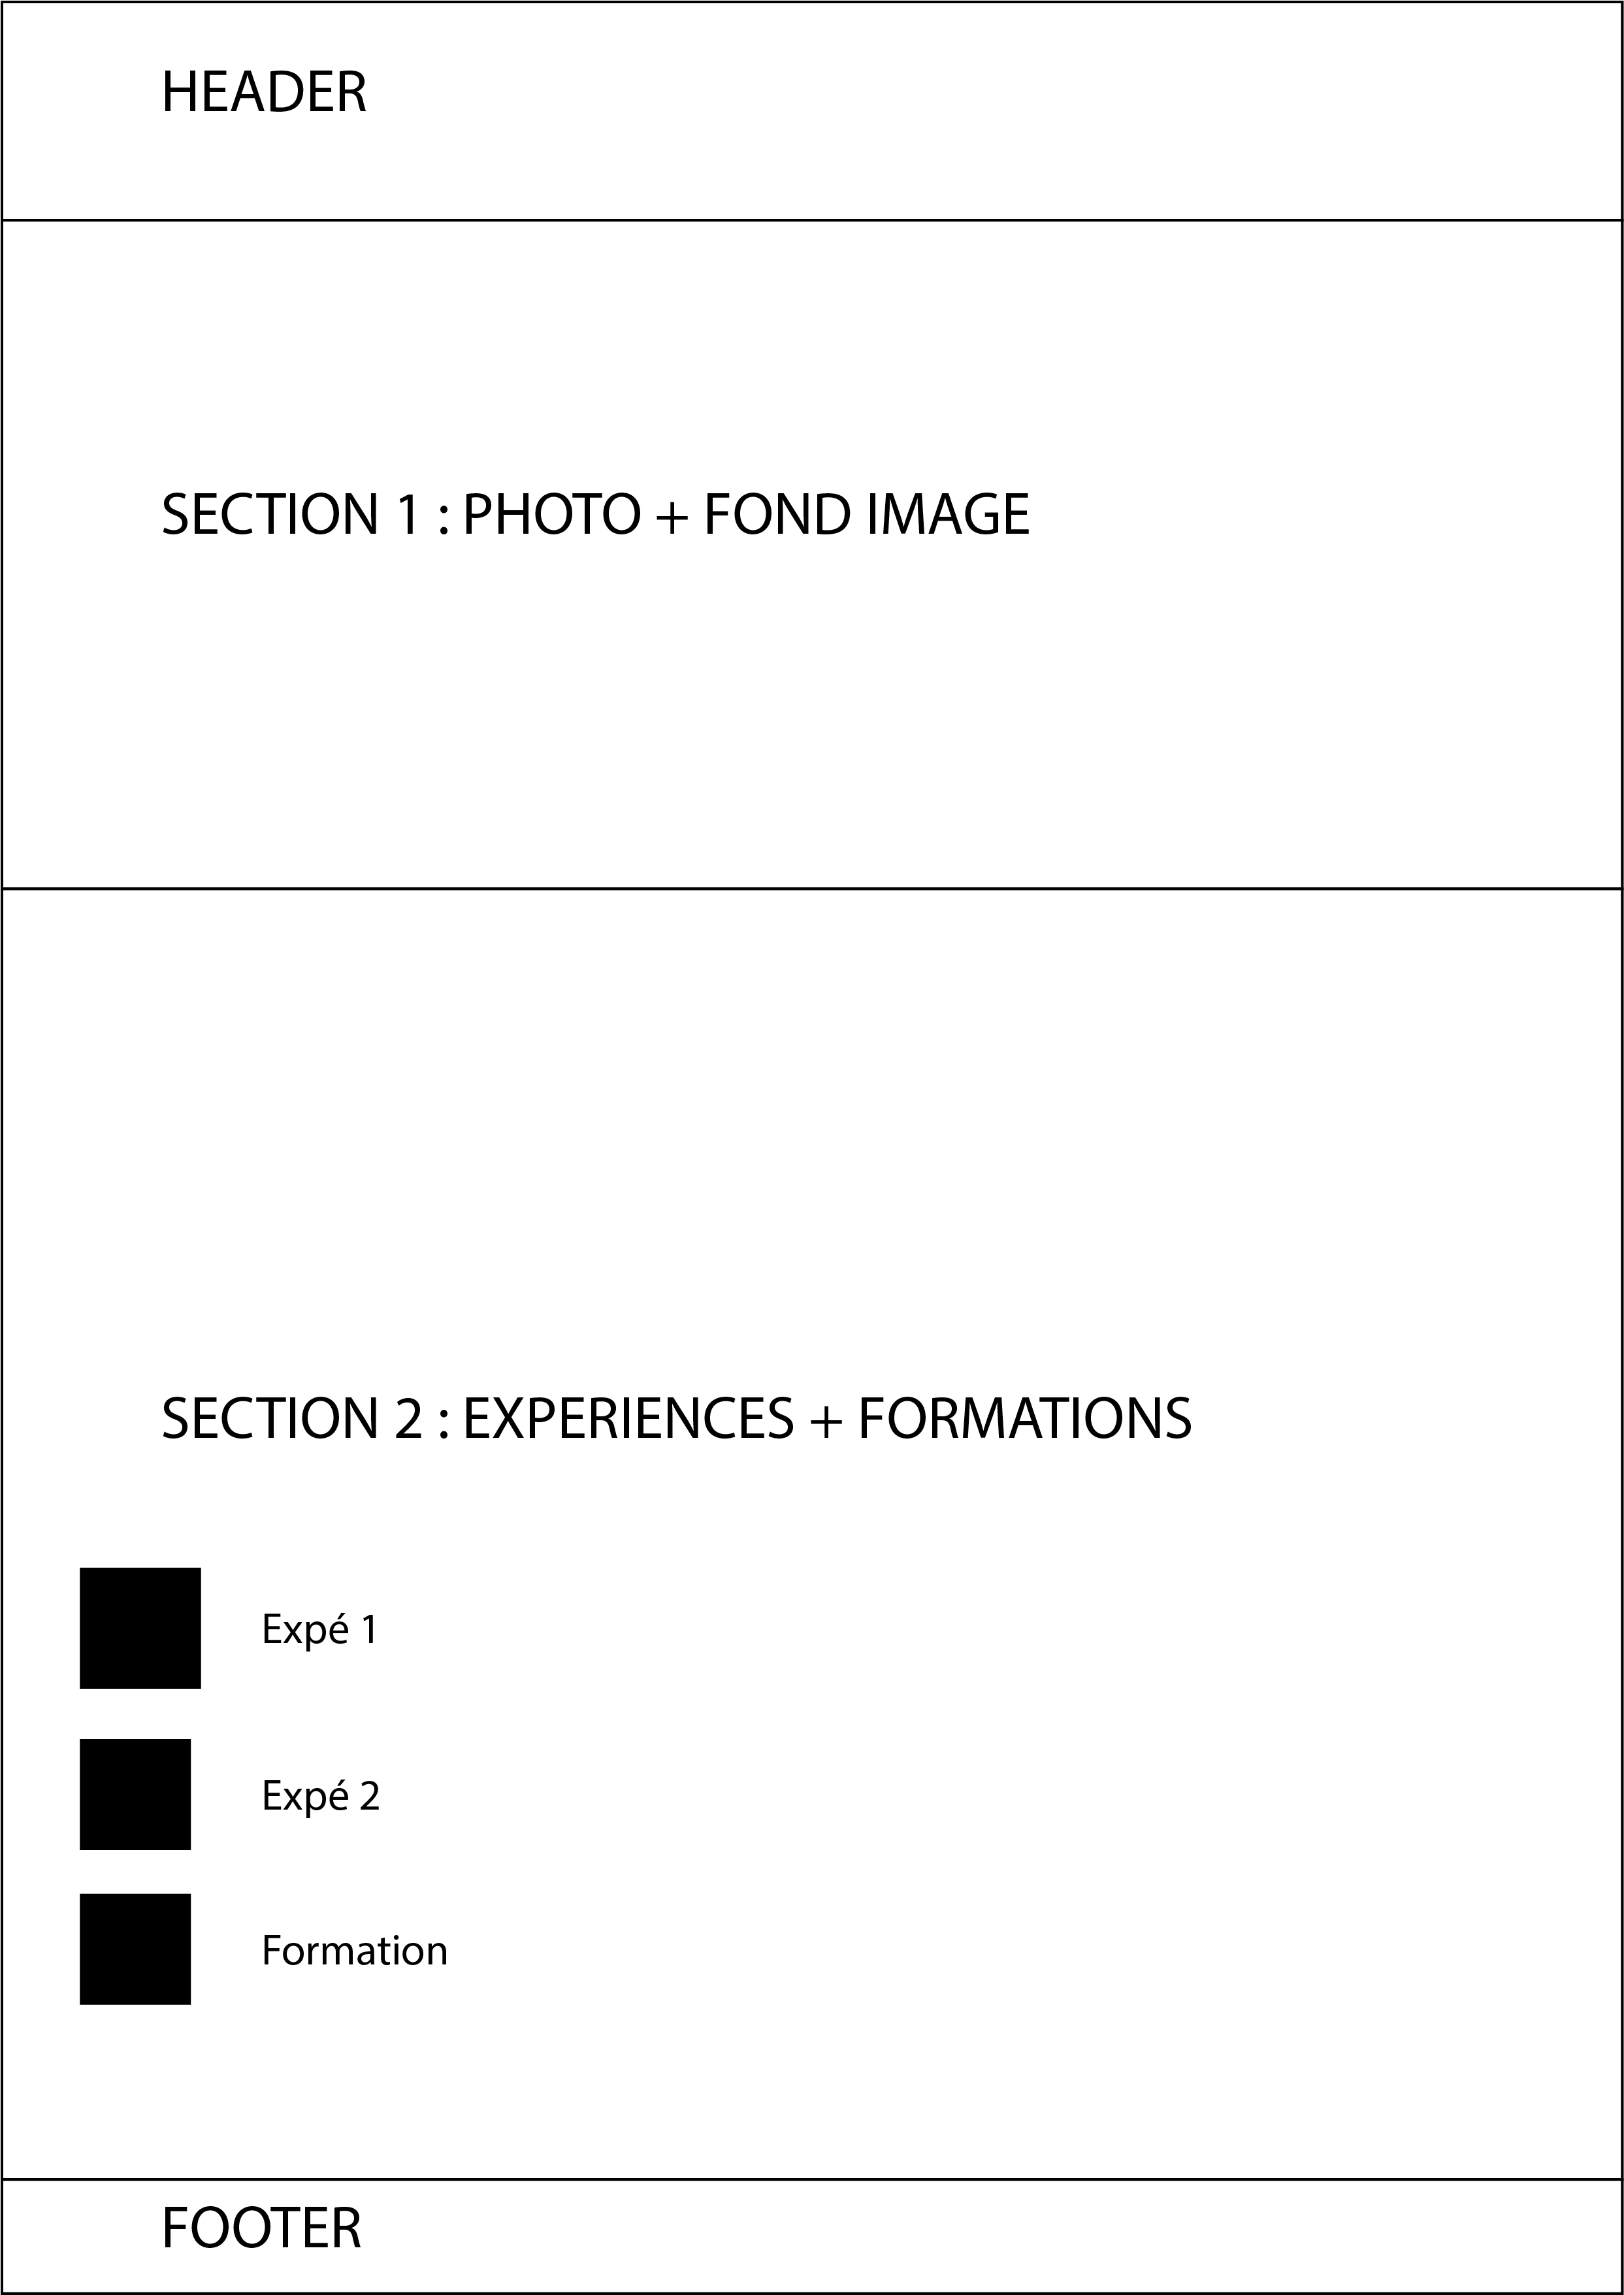 HEADER
SECTION 1 : PHOTO + FOND IMAGE
SECTION 2 : EXPERIENCES + FORMATIONS
Expé 1
Expé 2
Formation
FOOTER